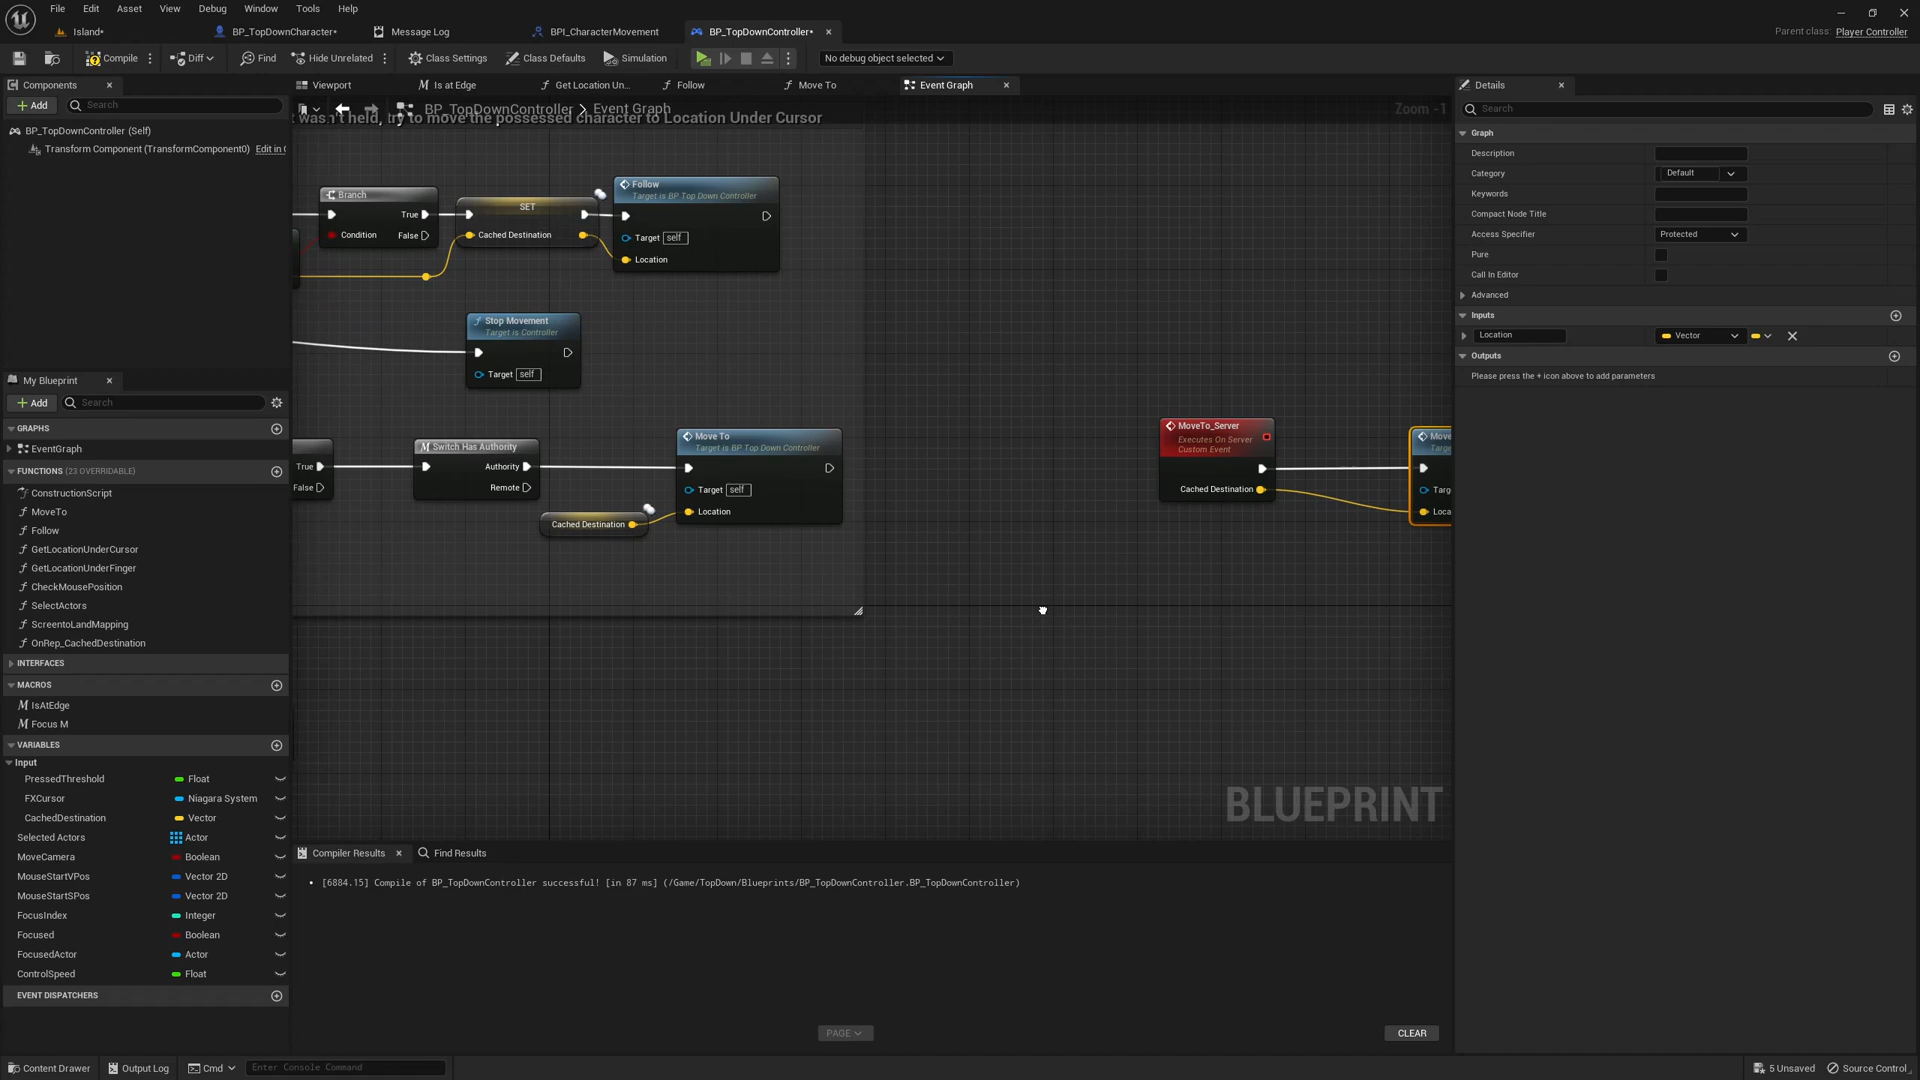 File Edit Asset View Debug Window Tools Help
Island*
BP_TopDownCharacter*
Message Log
BPI_CharacterMovement
BP_TopDownController*
Parent class: Player Controller
Compile
Diff
Find
Hide Unrelated
Class Settings
Class Defaults
Simulation
No debug object selected
Components
Viewport
Is at Edge
Get Location Un...
Follow
Move To
Event Graph
Details
Add
Search
BP_TopDownController > Event Graph
Zoom -1
t wasn't held, try to move the possessed character to Location Under Cursor
BP_TopDownController (Self)
Transform Component (TransformComponent0) Edit in C
Branch
True
Condition
False
SET
Cached Destination
Follow
Target is BP Top Down Controller
Target self
Location
Stop Movement
Target is Controller
Target self
True
False
Switch Has Authority
Authority
Remote
Cached Destination
Move To
Target is BP Top Down Controller
Target self
Location
MoveTo_Server
Executes On Server
Custom Event
Cached Destination
Move
Targe
Targ
Loca
BLUEPRINT
My Blueprint
Add
Search
GRAPHS
EventGraph
FUNCTIONS (23 OVERRIDABLE)
ConstructionScript
MoveTo
Follow
GetLocationUnderCursor
GetLocationUnderFinger
CheckMousePosition
SelectActors
ScreentoLandMapping
OnRep_CachedDestination
INTERFACES
MACROS
IsAtEdge
Focus M
VARIABLES
Input
PressedThreshold Float
FXCursor Niagara System
CachedDestination Vector
Selected Actors Actor
MoveCamera Boolean
MouseStartVPos Vector 2D
MouseStartSPos Vector 2D
FocusIndex Integer
Focused Boolean
FocusedActor Actor
ControlSpeed Float
EVENT DISPATCHERS
Search
Graph
Description
Category Default
Keywords
Compact Node Title
Access Specifier Protected
Pure
Call In Editor
Advanced
Inputs
Location Vector
Outputs
Please press the + icon above to add parameters
Compiler Results
Find Results
[6884.15] Compile of BP_TopDownController successful! [in 87 ms] (/Game/TopDown/Blueprints/BP_TopDownController.BP_TopDownController)
PAGE
CLEAR
Content Drawer
Output Log
Cmd
Enter Console Command
5 Unsaved
Source Control